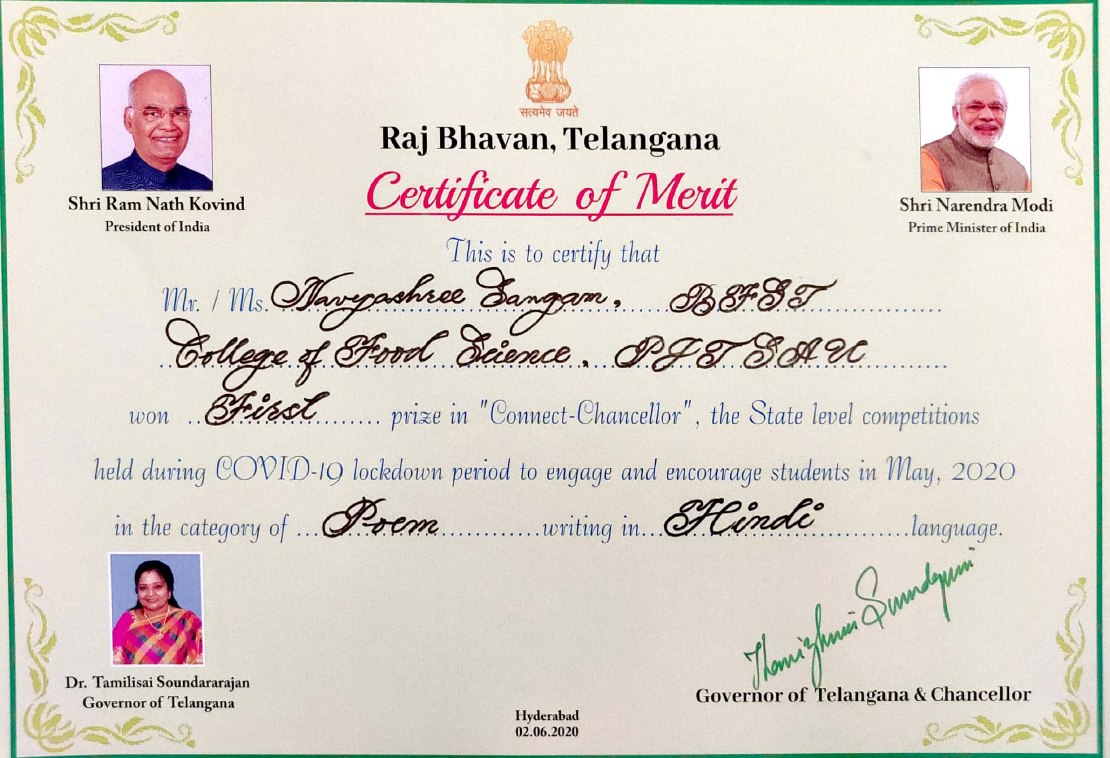 सत्यमेव जयते
Raj Bhavan, Telangana
Certificate of Merit
Shri Ram Nath Kovind
President of India
Shri Narendra Modi
Prime Minister of India
This is to certify that
Mr. / Ms. Navyashree Sangam, BFST
College of Food Science, PJTSAU
won First prize in "Connect-Chancellor", the State level competitions
held during COVID-19 lockdown period to engage and encourage students in May, 2020
in the category of Poem writing in Hindi language.
Dr. Tamilisai Soundararajan
Governor of Telangana
Hyderabad
02.06.2020
Governor of Telangana & Chancellor